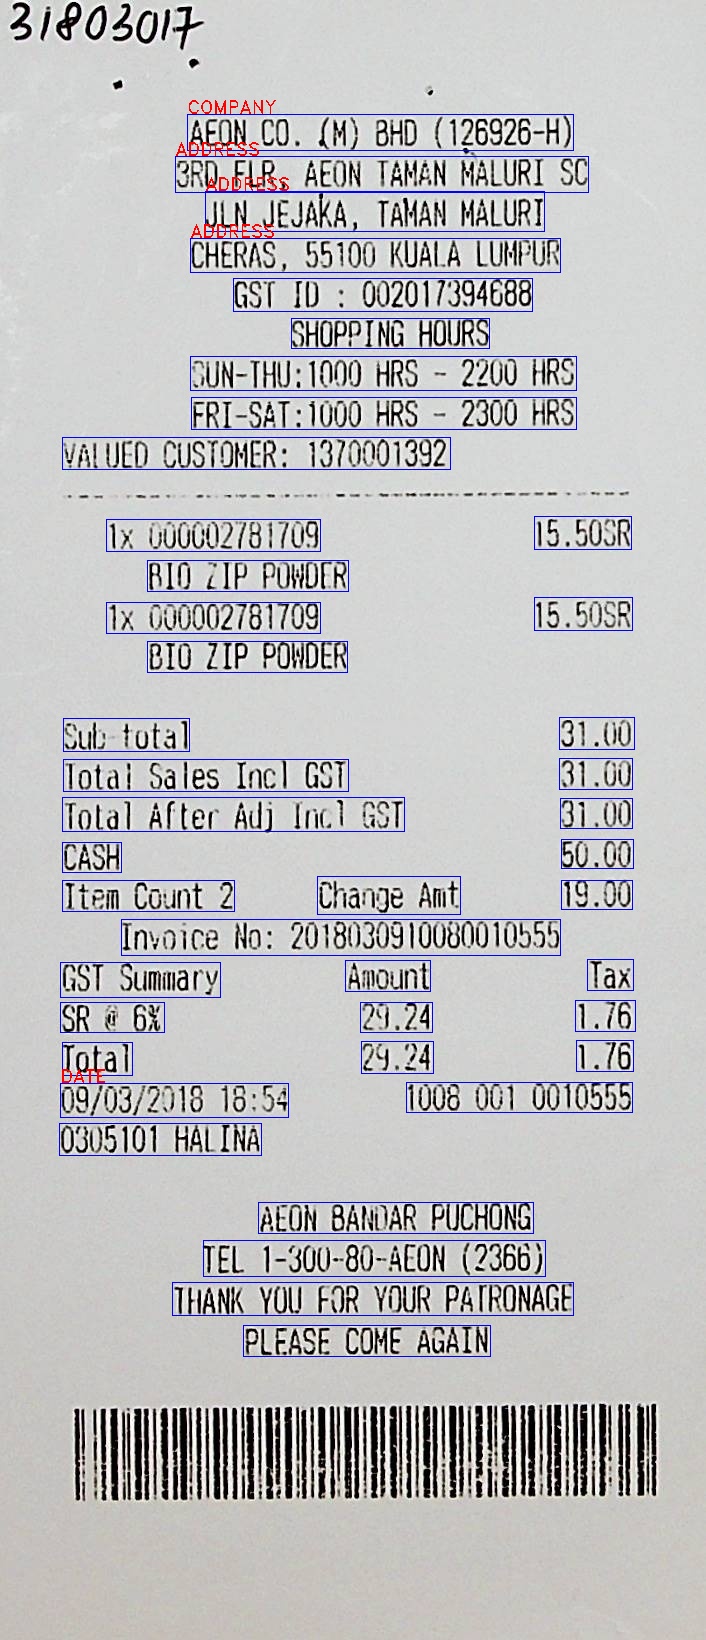 31803017
COMPANY
AEON CO. (M) BHD (126926-H)
ADDRESS
3RD FLR, AEON TAMAN MALURI SC
ADDRESS
JLN JEJAKA, TAMAN MALURI
ADDRESS
CHERAS, 55100 KUALA LUMPUR
GST ID : 002017394688
SHOPPING HOURS
SUN-THU:1000 HRS - 2200 HRS
FRI-SAT:1000 HRS - 2300 HRS
VALUED CUSTOMER: 1370001392
1x 000002781709 15.50SR
BIO ZIP POWDER
1x 000002781709 15.50SR
BIO ZIP POWDER
Sub-total 31.00
Total Sales Incl GST 31.00
Total After Adj Incl GST 31.00
CASH 50.00
Item Count 2 Change Amt 19.00
Invoice No: 2018030910080010555
GST Summary Amount Tax
SR @ 6% 29.24 1.76
Total 29.24 1.76
DATE
09/03/2018 18:54 1008 001 0010555
0305101 HALINA
AEON BANDAR PUCHONG
TEL 1-300-80-AEON (2366)
THANK YOU FOR YOUR PATRONAGE
PLEASE COME AGAIN